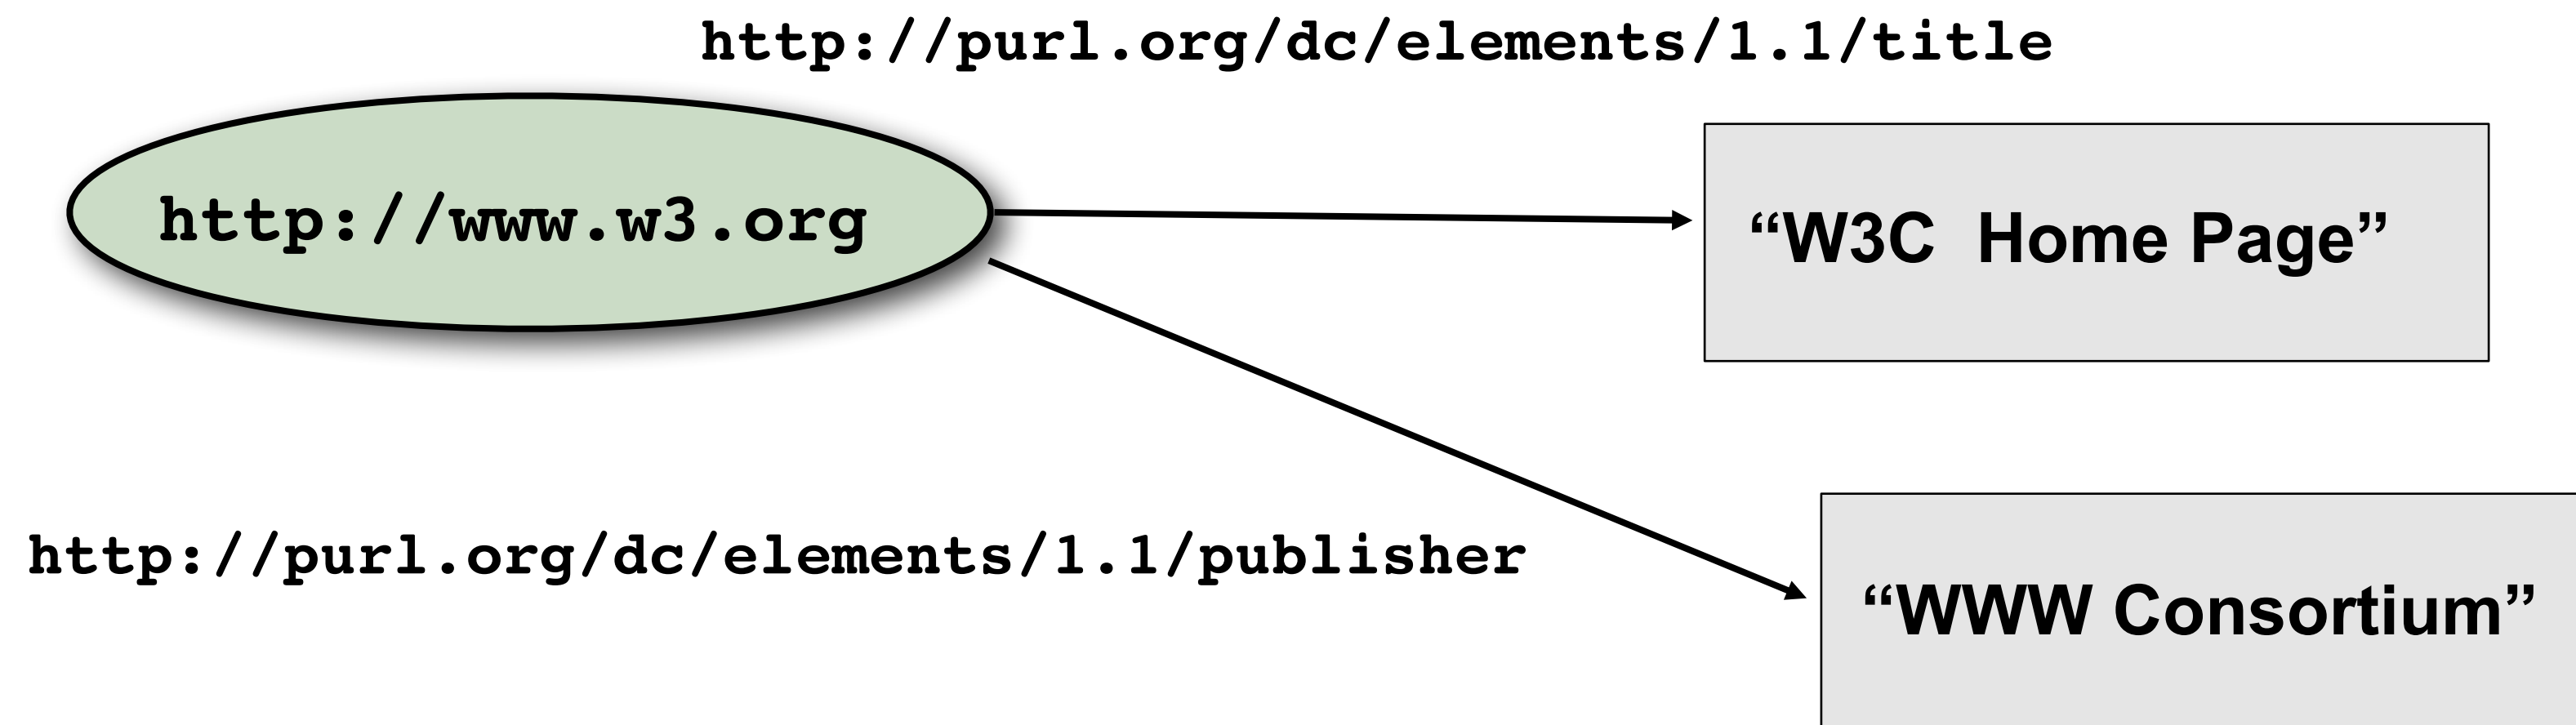 http://purl.org/dc/elements/1.1/title
http://www.w3.org
“W3C  Home Page”
http://purl.org/dc/elements/1.1/publisher
“WWW Consortium”